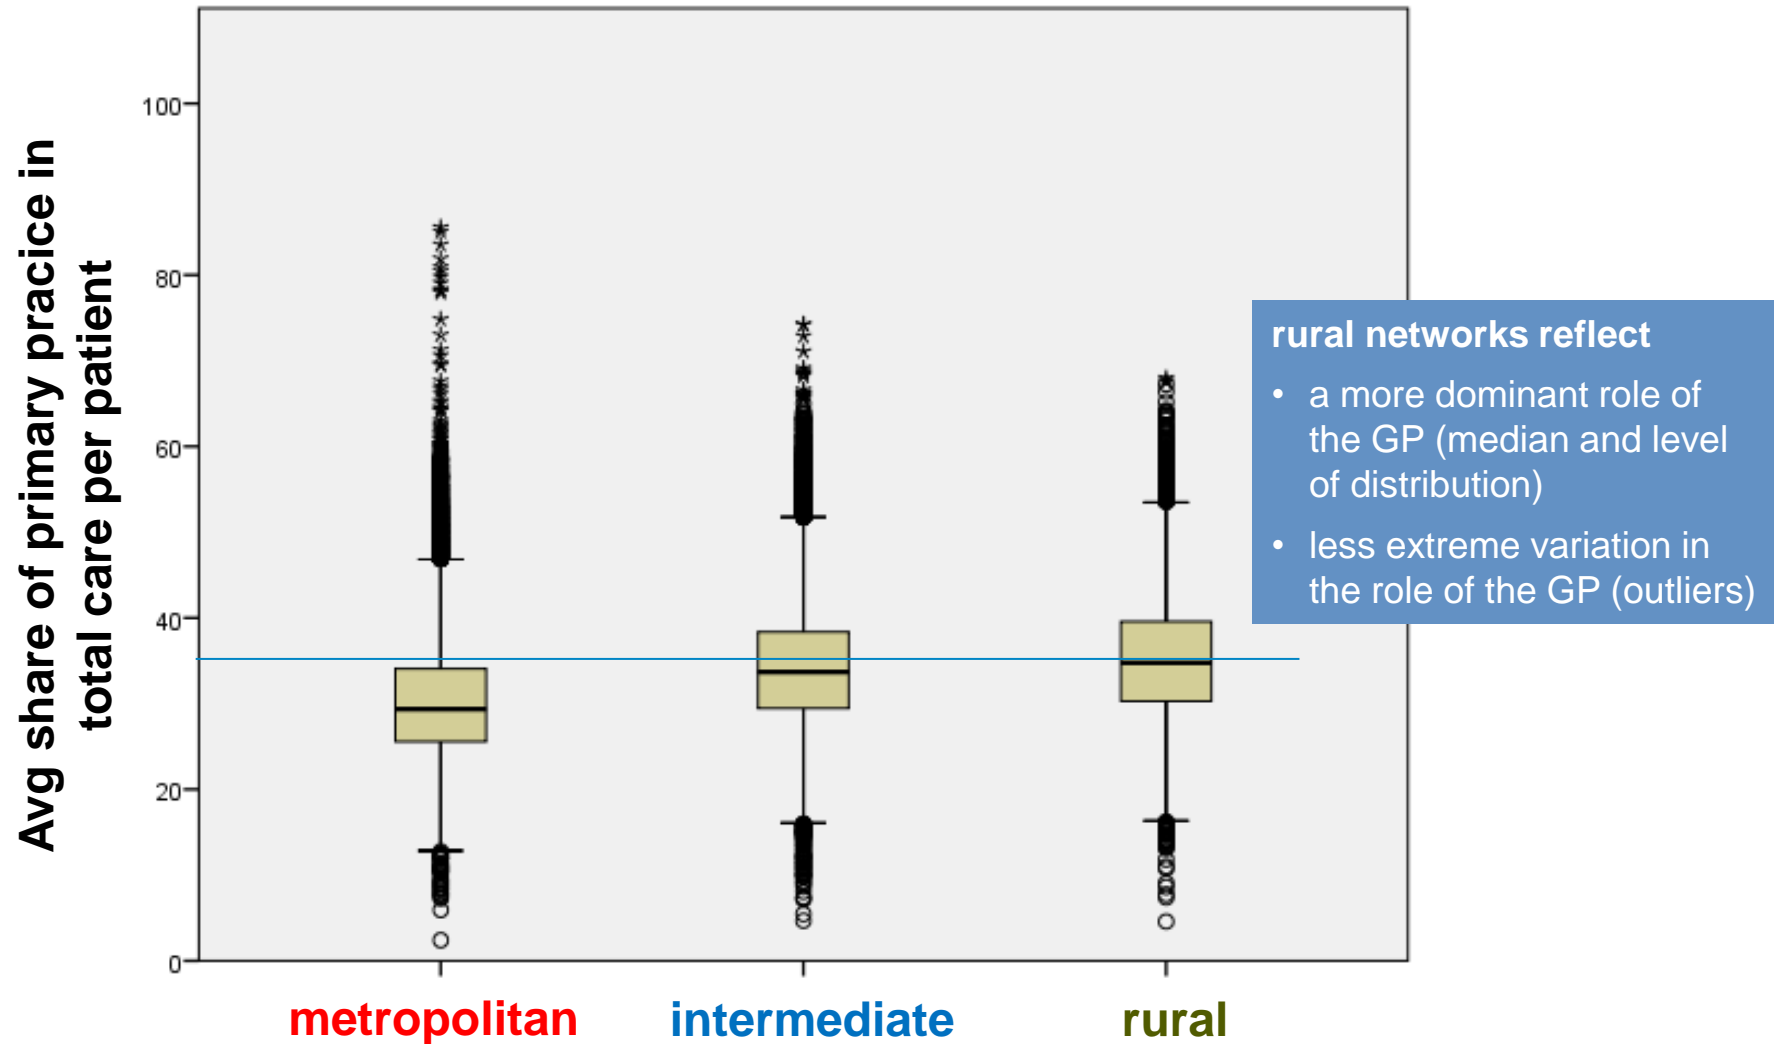 Avg share of primary pracice in
total care per patient
100
80
60
40
20
0
metropolitan
intermediate
rural
rural networks reflect
• a more dominant role of
the GP (median and level
of distribution)
• less extreme variation in
the role of the GP (outliers)